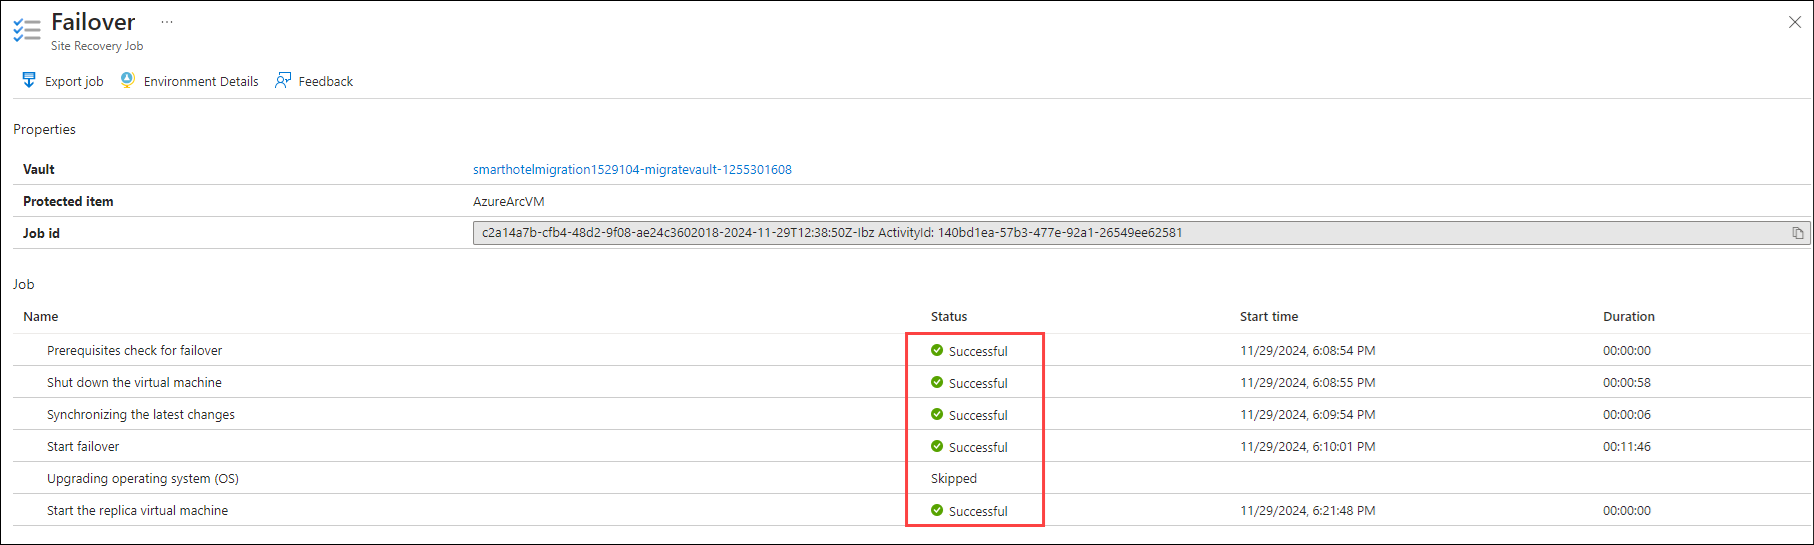 Failover ...
Site Recovery Job
Export job Environment Details Feedback
Properties
Vault smarthotelmigration1529104-migratevault-1255301608
Protected item AzureArcVM
Job id c2a14a7b-cfb4-48d2-9f08-ae24c3602018-2024-11-29T12:38:50Z-Ibz ActivityId: 140bd1ea-57b3-477e-92a1-26549ee62581
Job
Name Status Start time Duration
Prerequisites check for failover Successful 11/29/2024, 6:08:54 PM 00:00:00
Shut down the virtual machine Successful 11/29/2024, 6:08:55 PM 00:00:58
Synchronizing the latest changes Successful 11/29/2024, 6:09:54 PM 00:00:06
Start failover Successful 11/29/2024, 6:10:01 PM 00:11:46
Upgrading operating system (OS) Skipped
Start the replica virtual machine Successful 11/29/2024, 6:21:48 PM 00:00:00